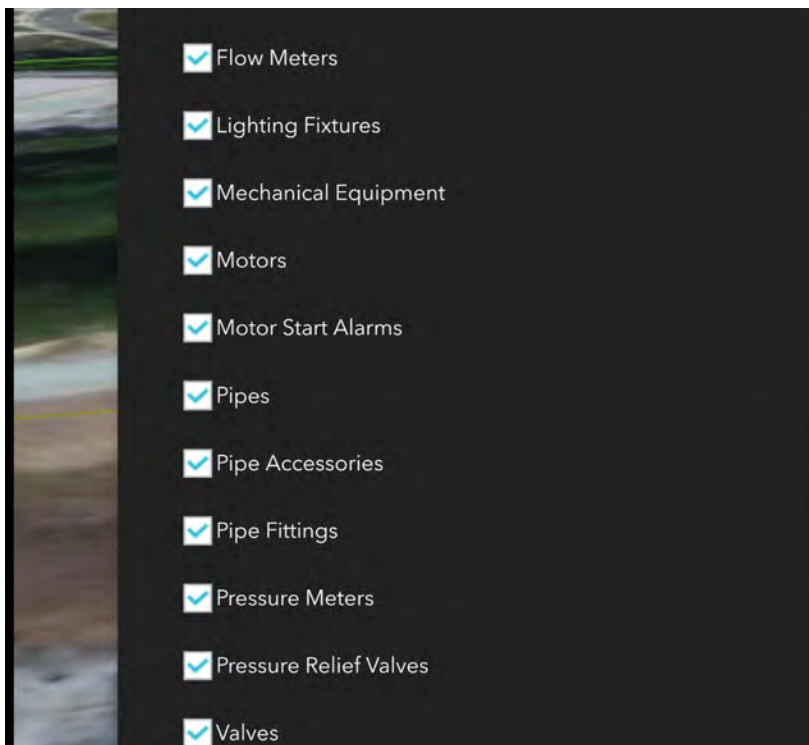 Flow Meters
Lighting Fixtures
Mechanical Equipment
Motors
Motor Start Alarms
Pipes
Pipe Accessories
Pipe Fittings
Pressure Meters
Pressure Relief Valves
Valves